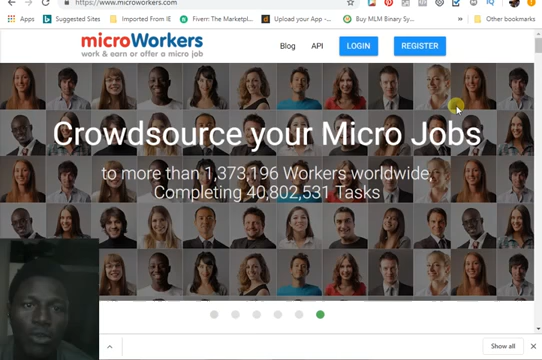 https://www.microworkers.com
Apps
Suggested Sites
Imported From IE
Fiverr: The Marketpl...
Upload your App -
Buy MLM Binary Sy...
Other bookmarks
microWorkers
work & earn or offer a micro job
Blog
API
LOGIN
REGISTER
Crowdsource your Micro Jobs
to more than 1,373,196 Workers worldwide,
Completing 40,802,531 Tasks
Show all